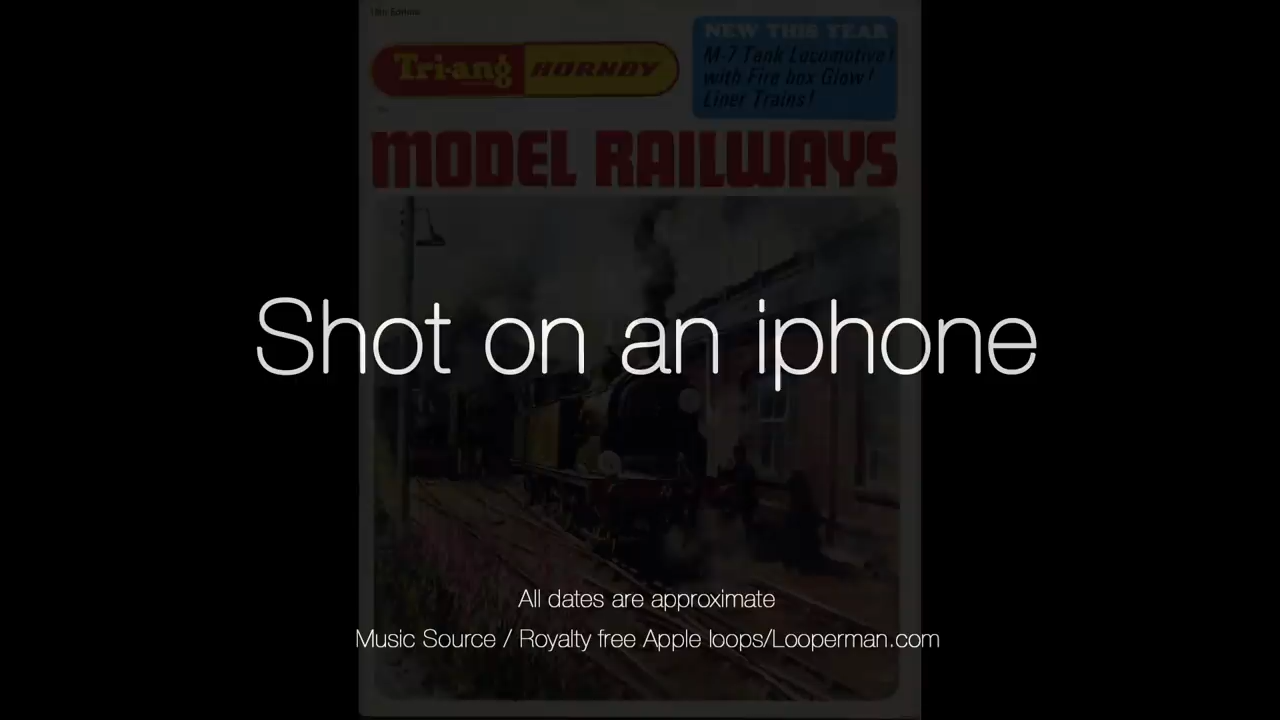 Tri-ang HORNBY
NEW THIS YEAR
M-7 Tank Locomotive!
with Fire box Glow!
Liner Trains!
MODEL RAILWAYS
Shot on an iphone
All dates are approximate
Music Source / Royalty free Apple loops/Looperman.com